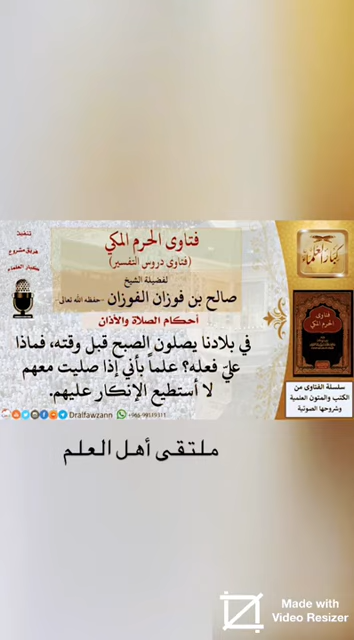 فتاوى الحرم المكي
(فتاوى دروس التفسير)
لفضيلة الشيخ
صالح بن فوزان الفوزان -حفظه الله تعالى-
أحكام الصلاة والأذان
في بلادنا يصلون الصبح قبل وقته، فماذا
علي فعله؟ علماً بأني إذا صليت معهم
لا أستطيع الإنكار عليهم.
تنفيذ
فريق مشروع
كبار العلماء
كبار العلماء
فتاوى
الحرم المكي
سلسلة الفتاوى من
الكتب والمتون العلمية
وشروحها الصوتية
Dralfawzann
ملتقى أهل العلم
Made with
Video Resizer